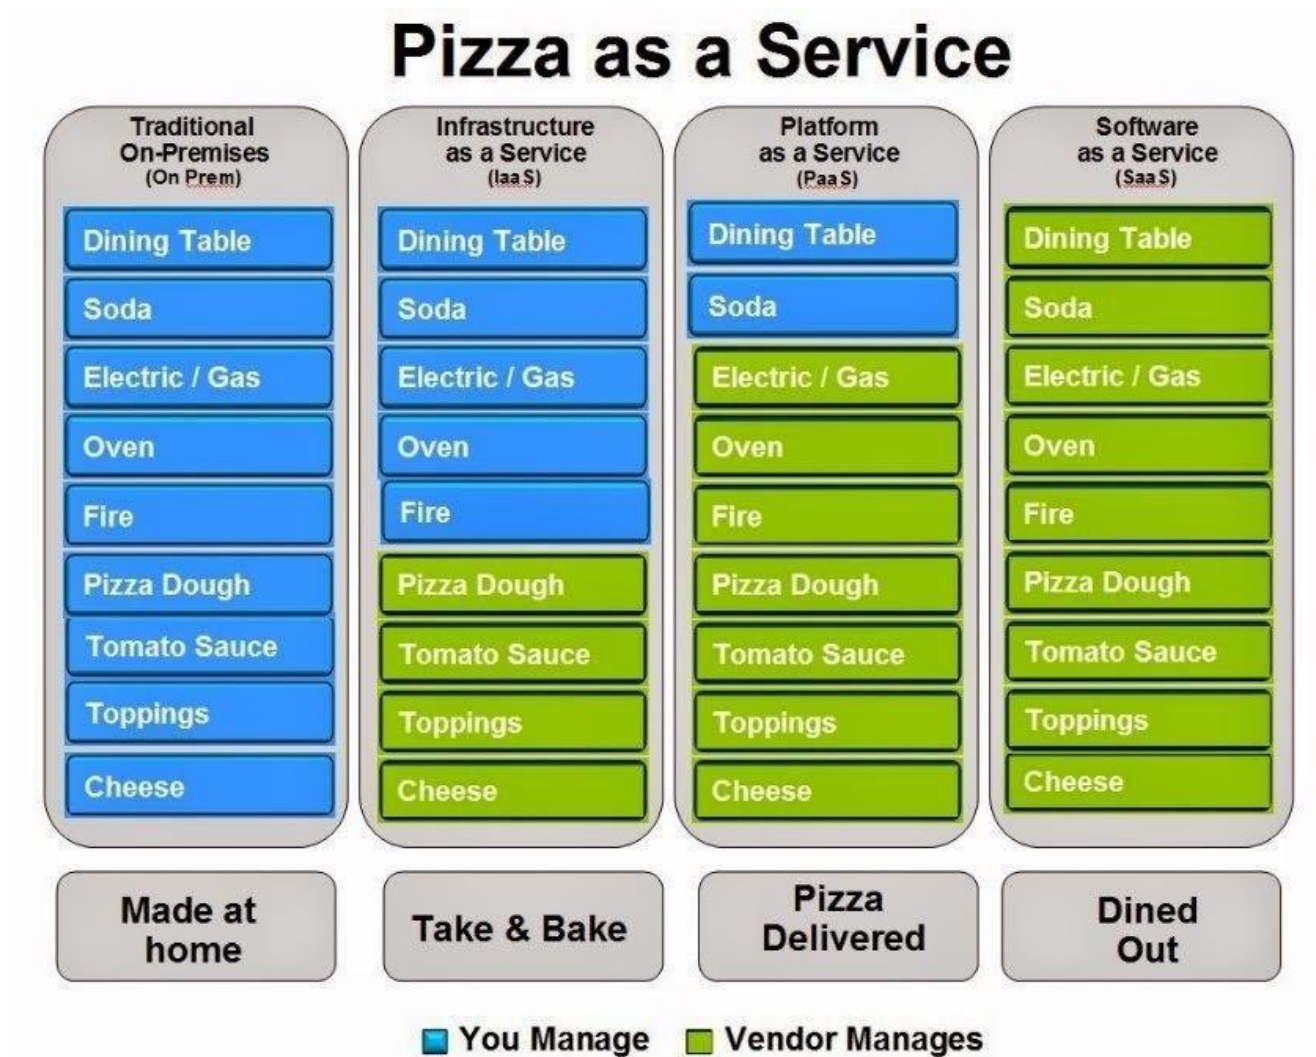 Pizza as a Service
Traditional
On-Premises
(On Prem)
Dining Table
Soda
Electric / Gas
Oven
Fire
Pizza Dough
Tomato Sauce
Toppings
Cheese
Made at
home
Infrastructure
as a Service
(IaaS)
Dining Table
Soda
Electric / Gas
Oven
Fire
Pizza Dough
Tomato Sauce
Toppings
Cheese
Take & Bake
Platform
as a Service
(PaaS)
Dining Table
Soda
Electric / Gas
Oven
Fire
Pizza Dough
Tomato Sauce
Toppings
Cheese
Pizza
Delivered
Software
as a Service
(SaaS)
Dining Table
Soda
Electric / Gas
Oven
Fire
Pizza Dough
Tomato Sauce
Toppings
Cheese
Dined
Out
You Manage
Vendor Manages